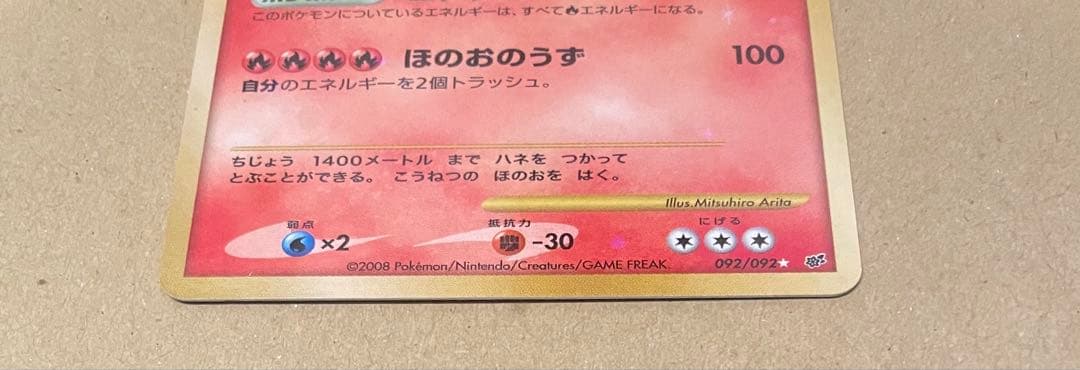 このポケモンについているエネルギーは、すべて エネルギーになる。
ほのおのうず 100
自分のエネルギーを2個トラッシュ。
ちじょう 1400メートル まで ハネを つかって
とぶことができる。 こうねつの ほのおを はく。
Illus.Mitsuhiro Arita
弱点 抵抗力 にげる
×2 -30
©2008 Pokémon/Nintendo/Creatures/GAME FREAK. 092/092★